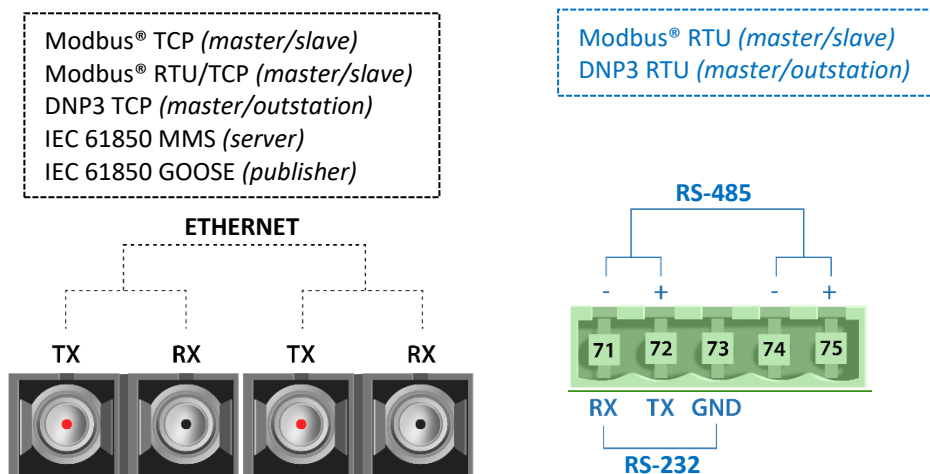 Modbus® TCP (master/slave)
Modbus® RTU/TCP (master/slave)
DNP3 TCP (master/outstation)
IEC 61850 MMS (server)
IEC 61850 GOOSE (publisher)
ETHERNET
TX RX TX RX
Modbus® RTU (master/slave)
DNP3 RTU (master/outstation)
RS-485
- + - +
71 72 73 74 75
RX TX GND
RS-232